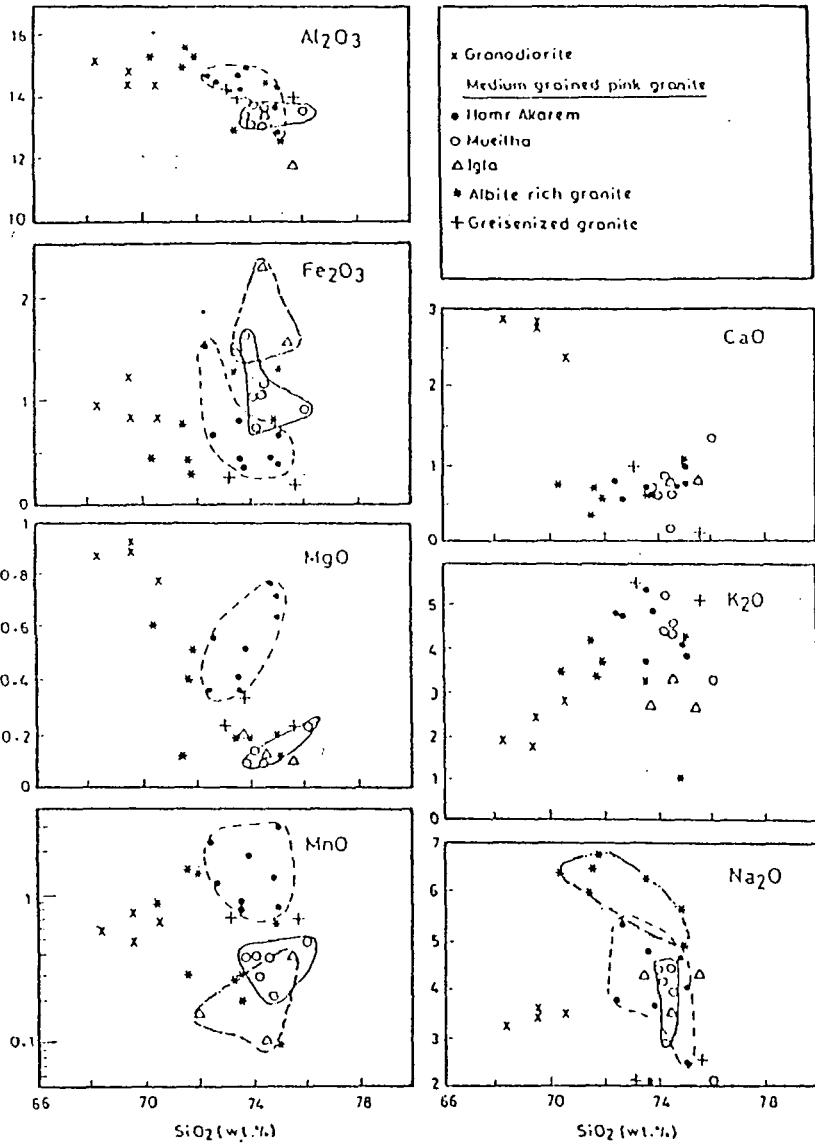 Al2O3
16
14
12
10
x Granodiorite
Medium grained pink granite
• Homr Akarem
o Mueilha
△ Igla
* Albite rich granite
+ Greisenized granite
Fe2O3
2
1
0
CaO
3
2
1
0
MgO
1
0.8
0.6
0.4
0.2
0
K2O
5
4
3
2
1
0
MnO
1
0.1
Na2O
7
6
5
4
3
2
66
70
74
78
SiO2 (wt.%)
66
70
74
78
SiO2 (wt.%)